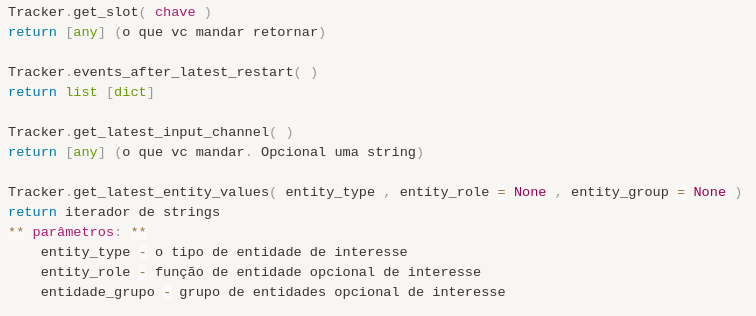 Tracker.get_slot( chave )
return [any] (o que vc mandar retornar)
Tracker.events_after_latest_restart( )
return list [dict]
Tracker.get_latest_input_channel( )
return [any] (o que vc mandar. Opcional uma string)
Tracker.get_latest_entity_values( entity_type , entity_role = None , entity_group = None )
return iterador de strings
** parâmetros: **
entity_type - o tipo de entidade de interesse
entity_role - função de entidade opcional de interesse
entidade_grupo - grupo de entidades opcional de interesse